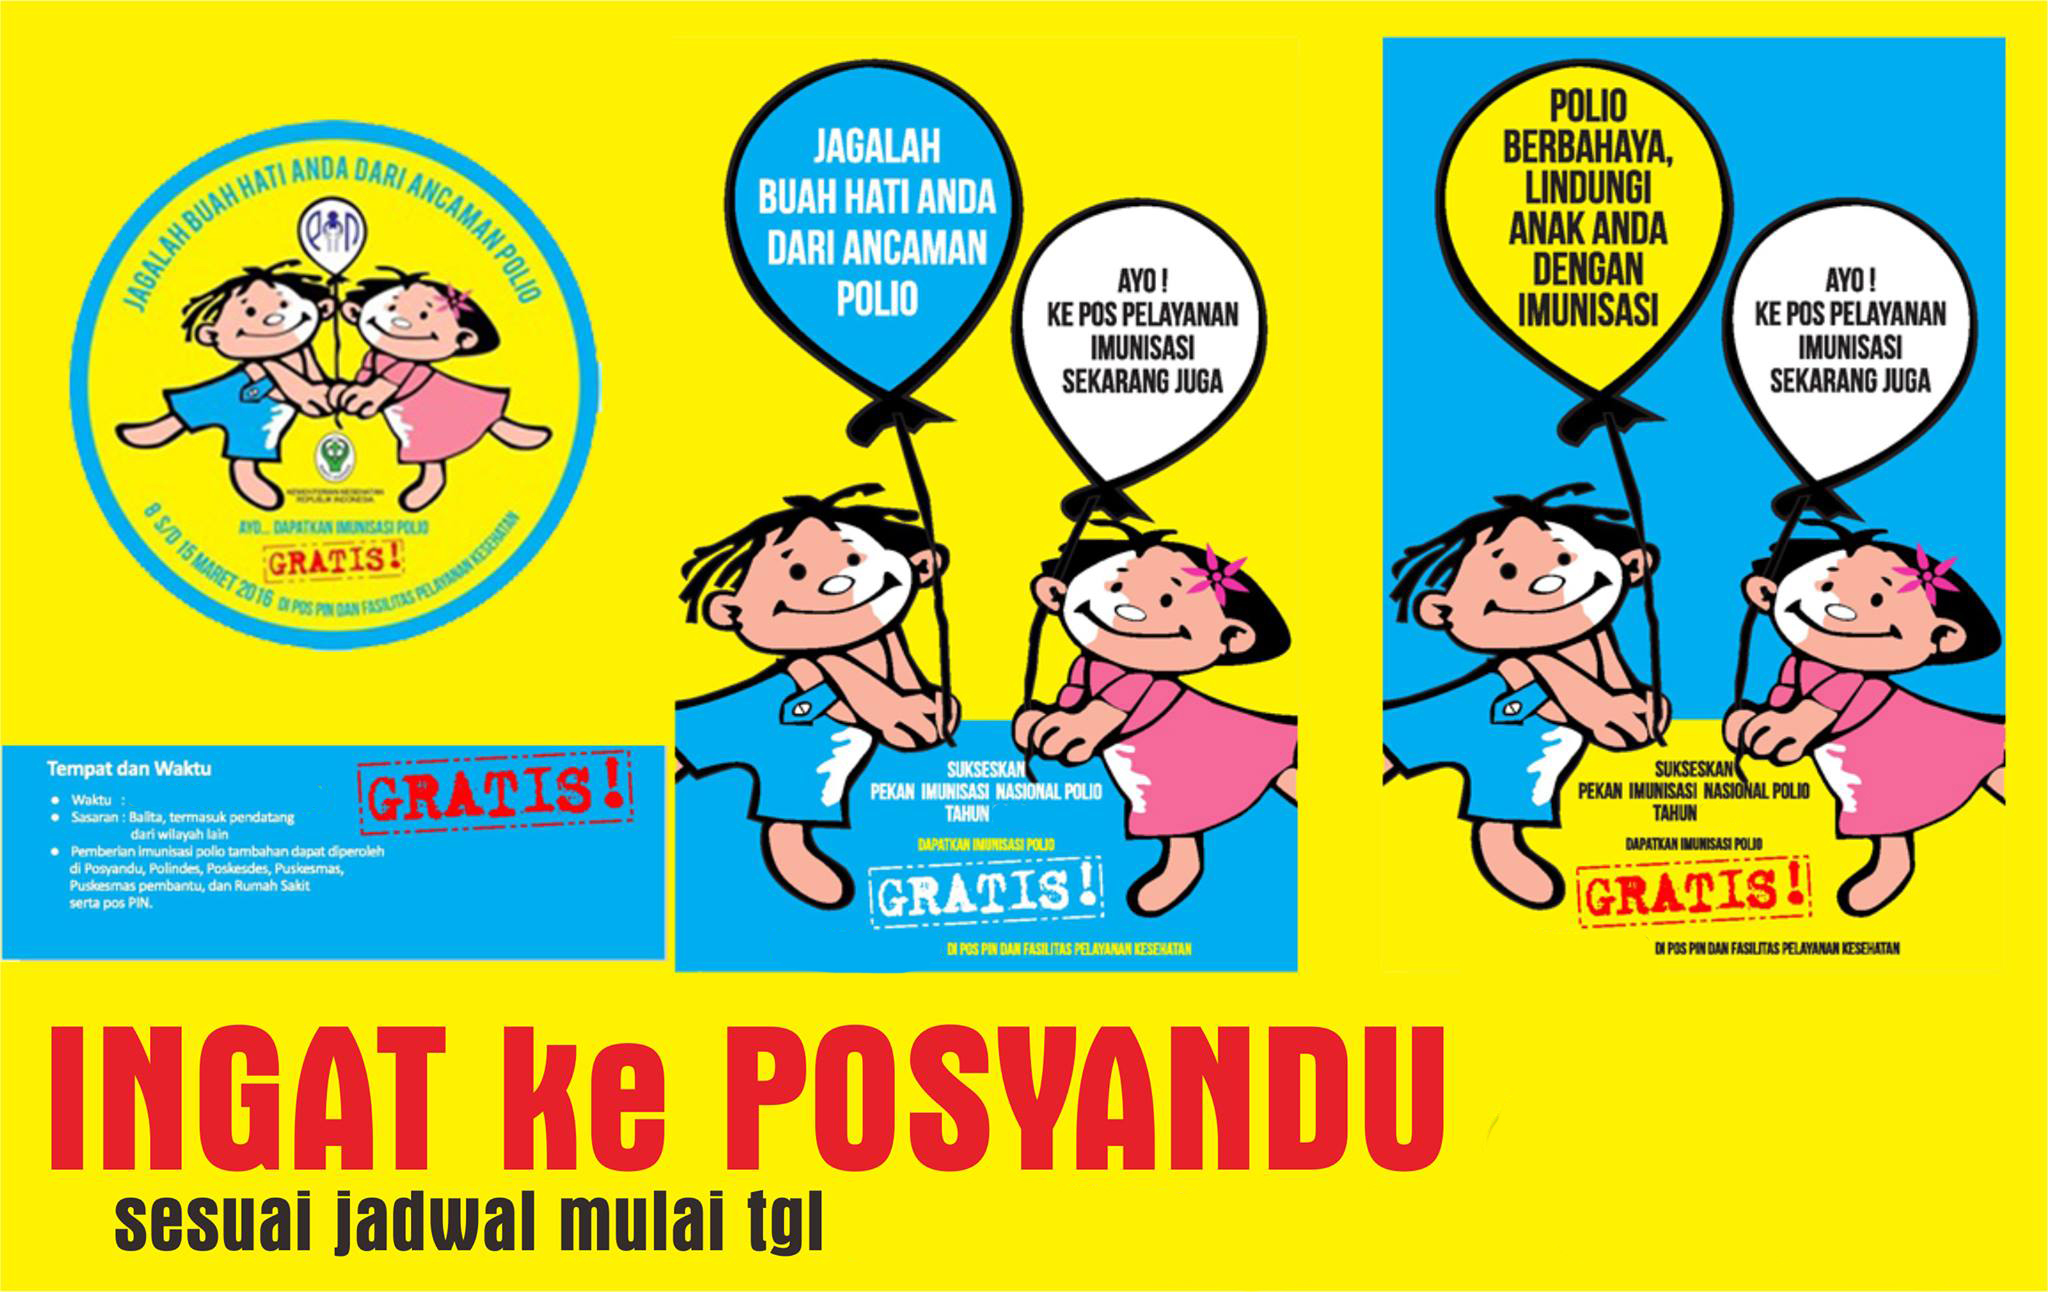 JAGALAH BUAH HATI ANDA DARI ANCAMAN POLIO
PIN
KEMENTERIAN KESEHATAN
REPUBLIK INDONESIA
AYO... DAPATKAN IMUNISASI POLIO
GRATIS!
8 S/D 15 MARET 2016 DI POS PIN DAN FASILITAS PELAYANAN KESEHATAN
Tempat dan Waktu
GRATIS!
● Waktu :
● Sasaran : Balita, termasuk pendatang
dari wilayah lain
● Pemberian imunisasi polio tambahan dapat diperoleh
di Posyandu, Polindes, Poskesdes, Puskesmas,
Puskesmas pembantu, dan Rumah Sakit
serta pos PIN.
JAGALAH
BUAH HATI ANDA
DARI ANCAMAN
POLIO
AYO !
KE POS PELAYANAN
IMUNISASI
SEKARANG JUGA
SUKSESKAN
PEKAN IMUNISASI NASIONAL POLIO
TAHUN
DAPATKAN IMUNISASI POLIO
GRATIS!
DI POS PIN DAN FASILITAS PELAYANAN KESEHATAN
POLIO
BERBAHAYA,
LINDUNGI
ANAK ANDA
DENGAN
IMUNISASI
AYO !
KE POS PELAYANAN
IMUNISASI
SEKARANG JUGA
SUKSESKAN
PEKAN IMUNISASI NASIONAL POLIO
TAHUN
DAPATKAN IMUNISASI POLIO
GRATIS!
DI POS PIN DAN FASILITAS PELAYANAN KESEHATAN
INGAT ke POSYANDU
sesuai jadwal mulai tgl